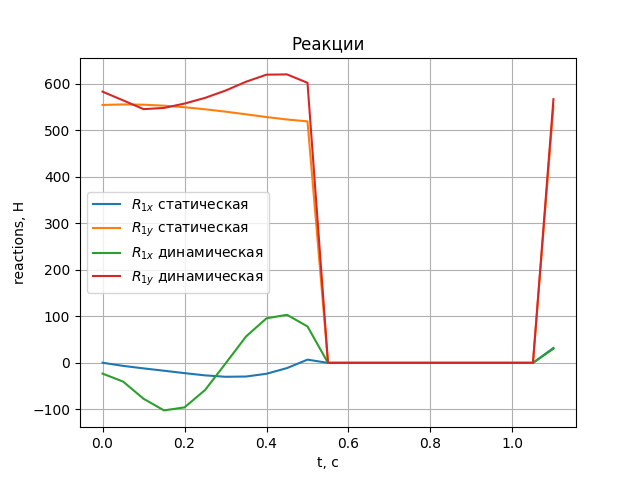 Реакции
reactions, H
600
500
400
300
200
100
0
−100
R1x статическая
R1y статическая
R1x динамическая
R1y динамическая
0.0 0.2 0.4 0.6 0.8 1.0
t, c